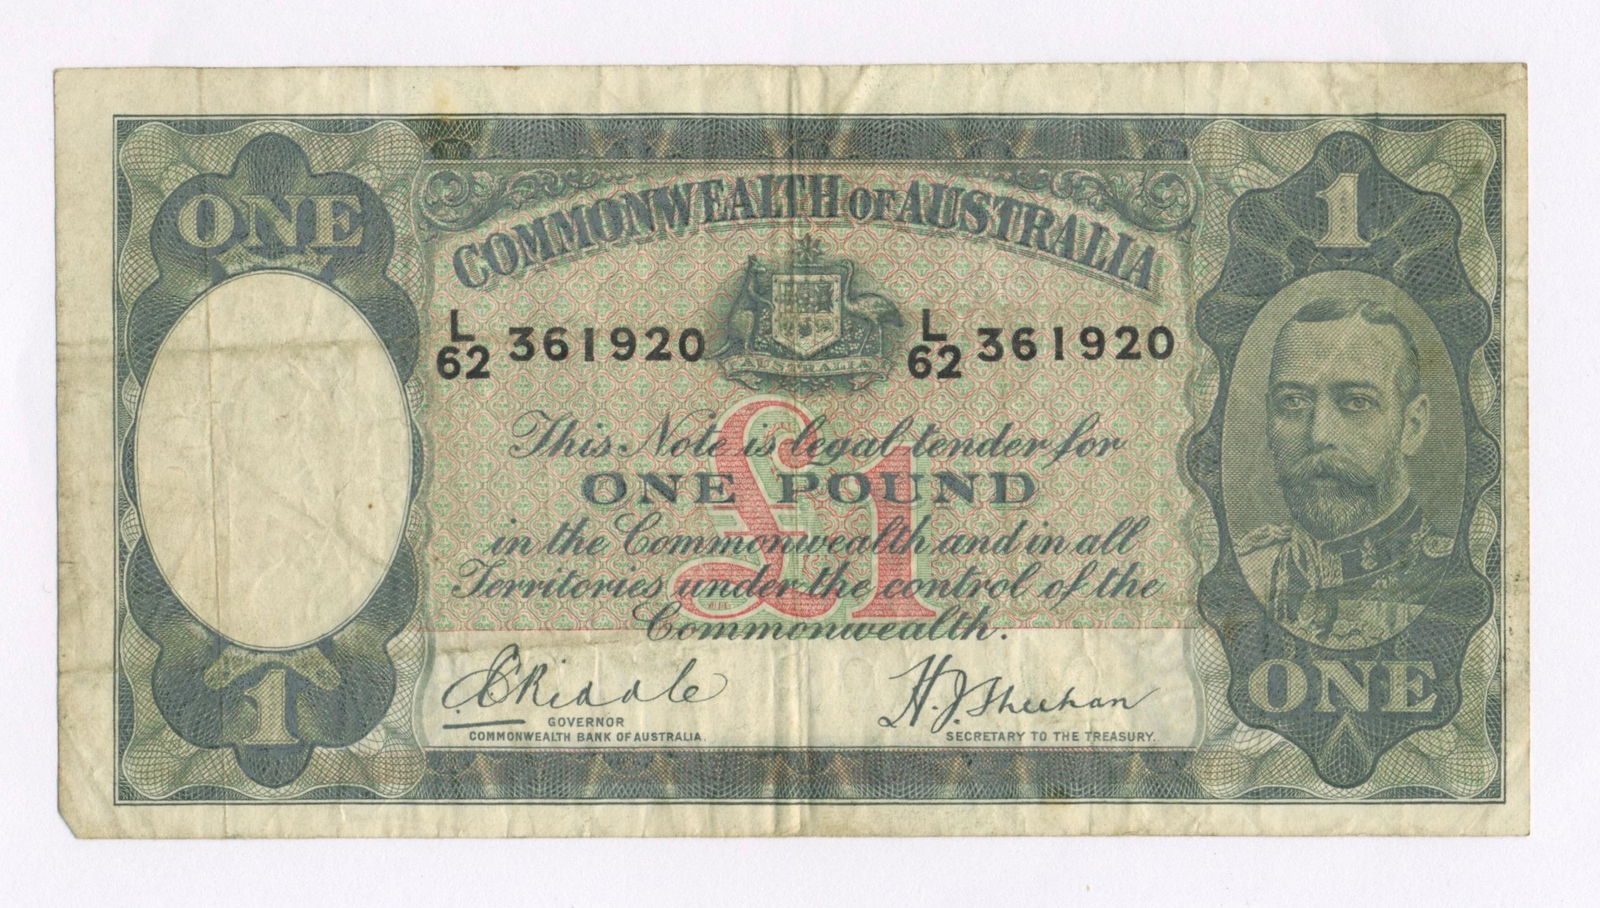 ONE
1
COMMONWEALTH OF AUSTRALIA
L/62 361920
L/62 361920
AUSTRALIA
This Note is legal tender for
ONE POUND
£1
in the Commonwealth and in all
Territories under the control of the
Commonwealth.
C Riddle
H. J. Sheehan
GOVERNOR
COMMONWEALTH BANK OF AUSTRALIA.
SECRETARY TO THE TREASURY.
1
ONE